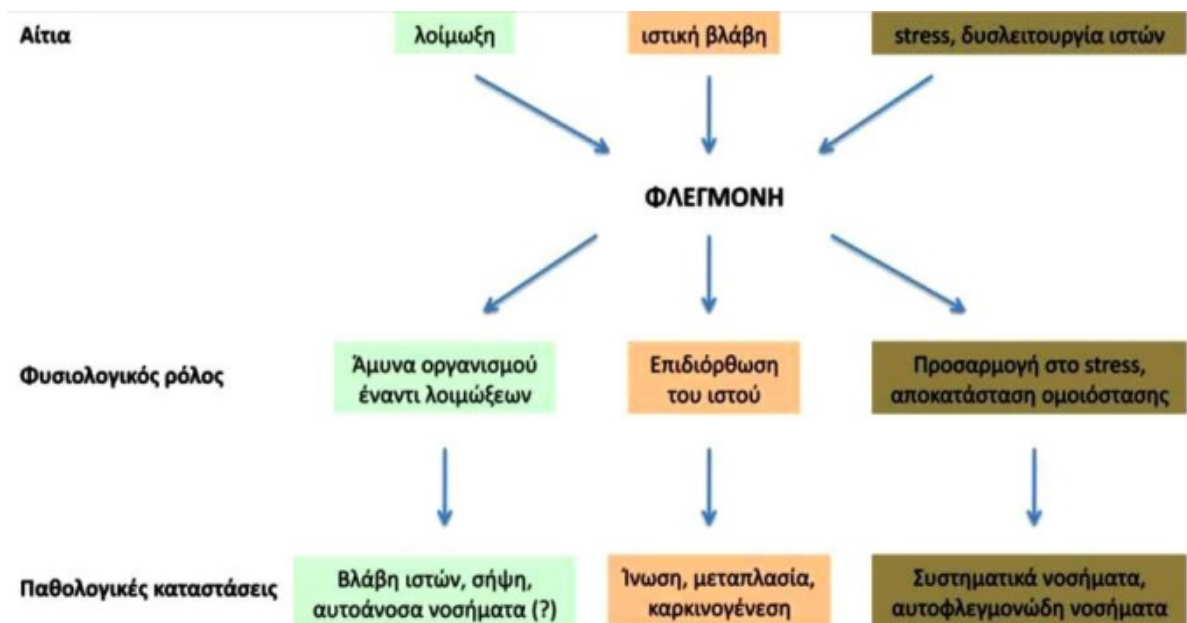 Αίτια
λοίμωξη
ιστική βλάβη
stress, δυσλειτουργία ιστών
ΦΛΕΓΜΟΝΗ
Φυσιολογικός ρόλος
Άμυνα οργανισμού
έναντι λοιμώξεων
Επιδιόρθωση
του ιστού
Προσαρμογή στο stress,
αποκατάσταση ομοιόστασης
Παθολογικές καταστάσεις
Βλάβη ιστών, σήψη,
αυτοάνοσα νοσήματα (?)
Ίνωση, μεταπλασία,
καρκινογένεση
Συστηματικά νοσήματα,
αυτοφλεγμονώδη νοσήματα